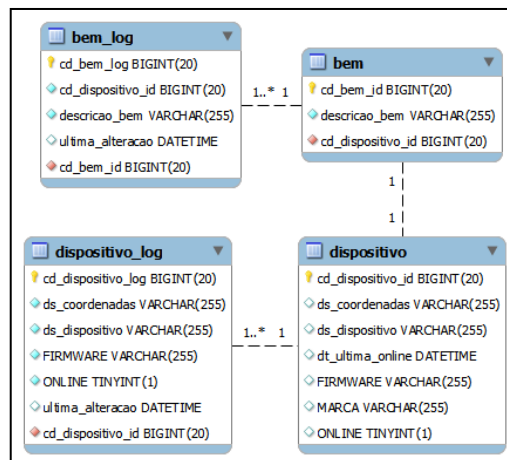 bem_log
cd_bem_log BIGINT(20)
cd_dispositivo_id BIGINT(20)
descricao_bem VARCHAR(255)
ultima_alteracao DATETIME
cd_bem_id BIGINT(20)
1..* 1
bem
cd_bem_id BIGINT(20)
descricao_bem VARCHAR(255)
cd_dispositivo_id BIGINT(20)
1
1
dispositivo_log
cd_dispositivo_log BIGINT(20)
ds_coordenadas VARCHAR(255)
ds_dispositivo VARCHAR(255)
FIRMWARE VARCHAR(255)
ONLINE TINYINT(1)
ultima_alteracao DATETIME
cd_dispositivo_id BIGINT(20)
1..* 1
dispositivo
cd_dispositivo_id BIGINT(20)
ds_coordenadas VARCHAR(255)
ds_dispositivo VARCHAR(255)
dt_ultima_online DATETIME
FIRMWARE VARCHAR(255)
MARCA VARCHAR(255)
ONLINE TINYINT(1)